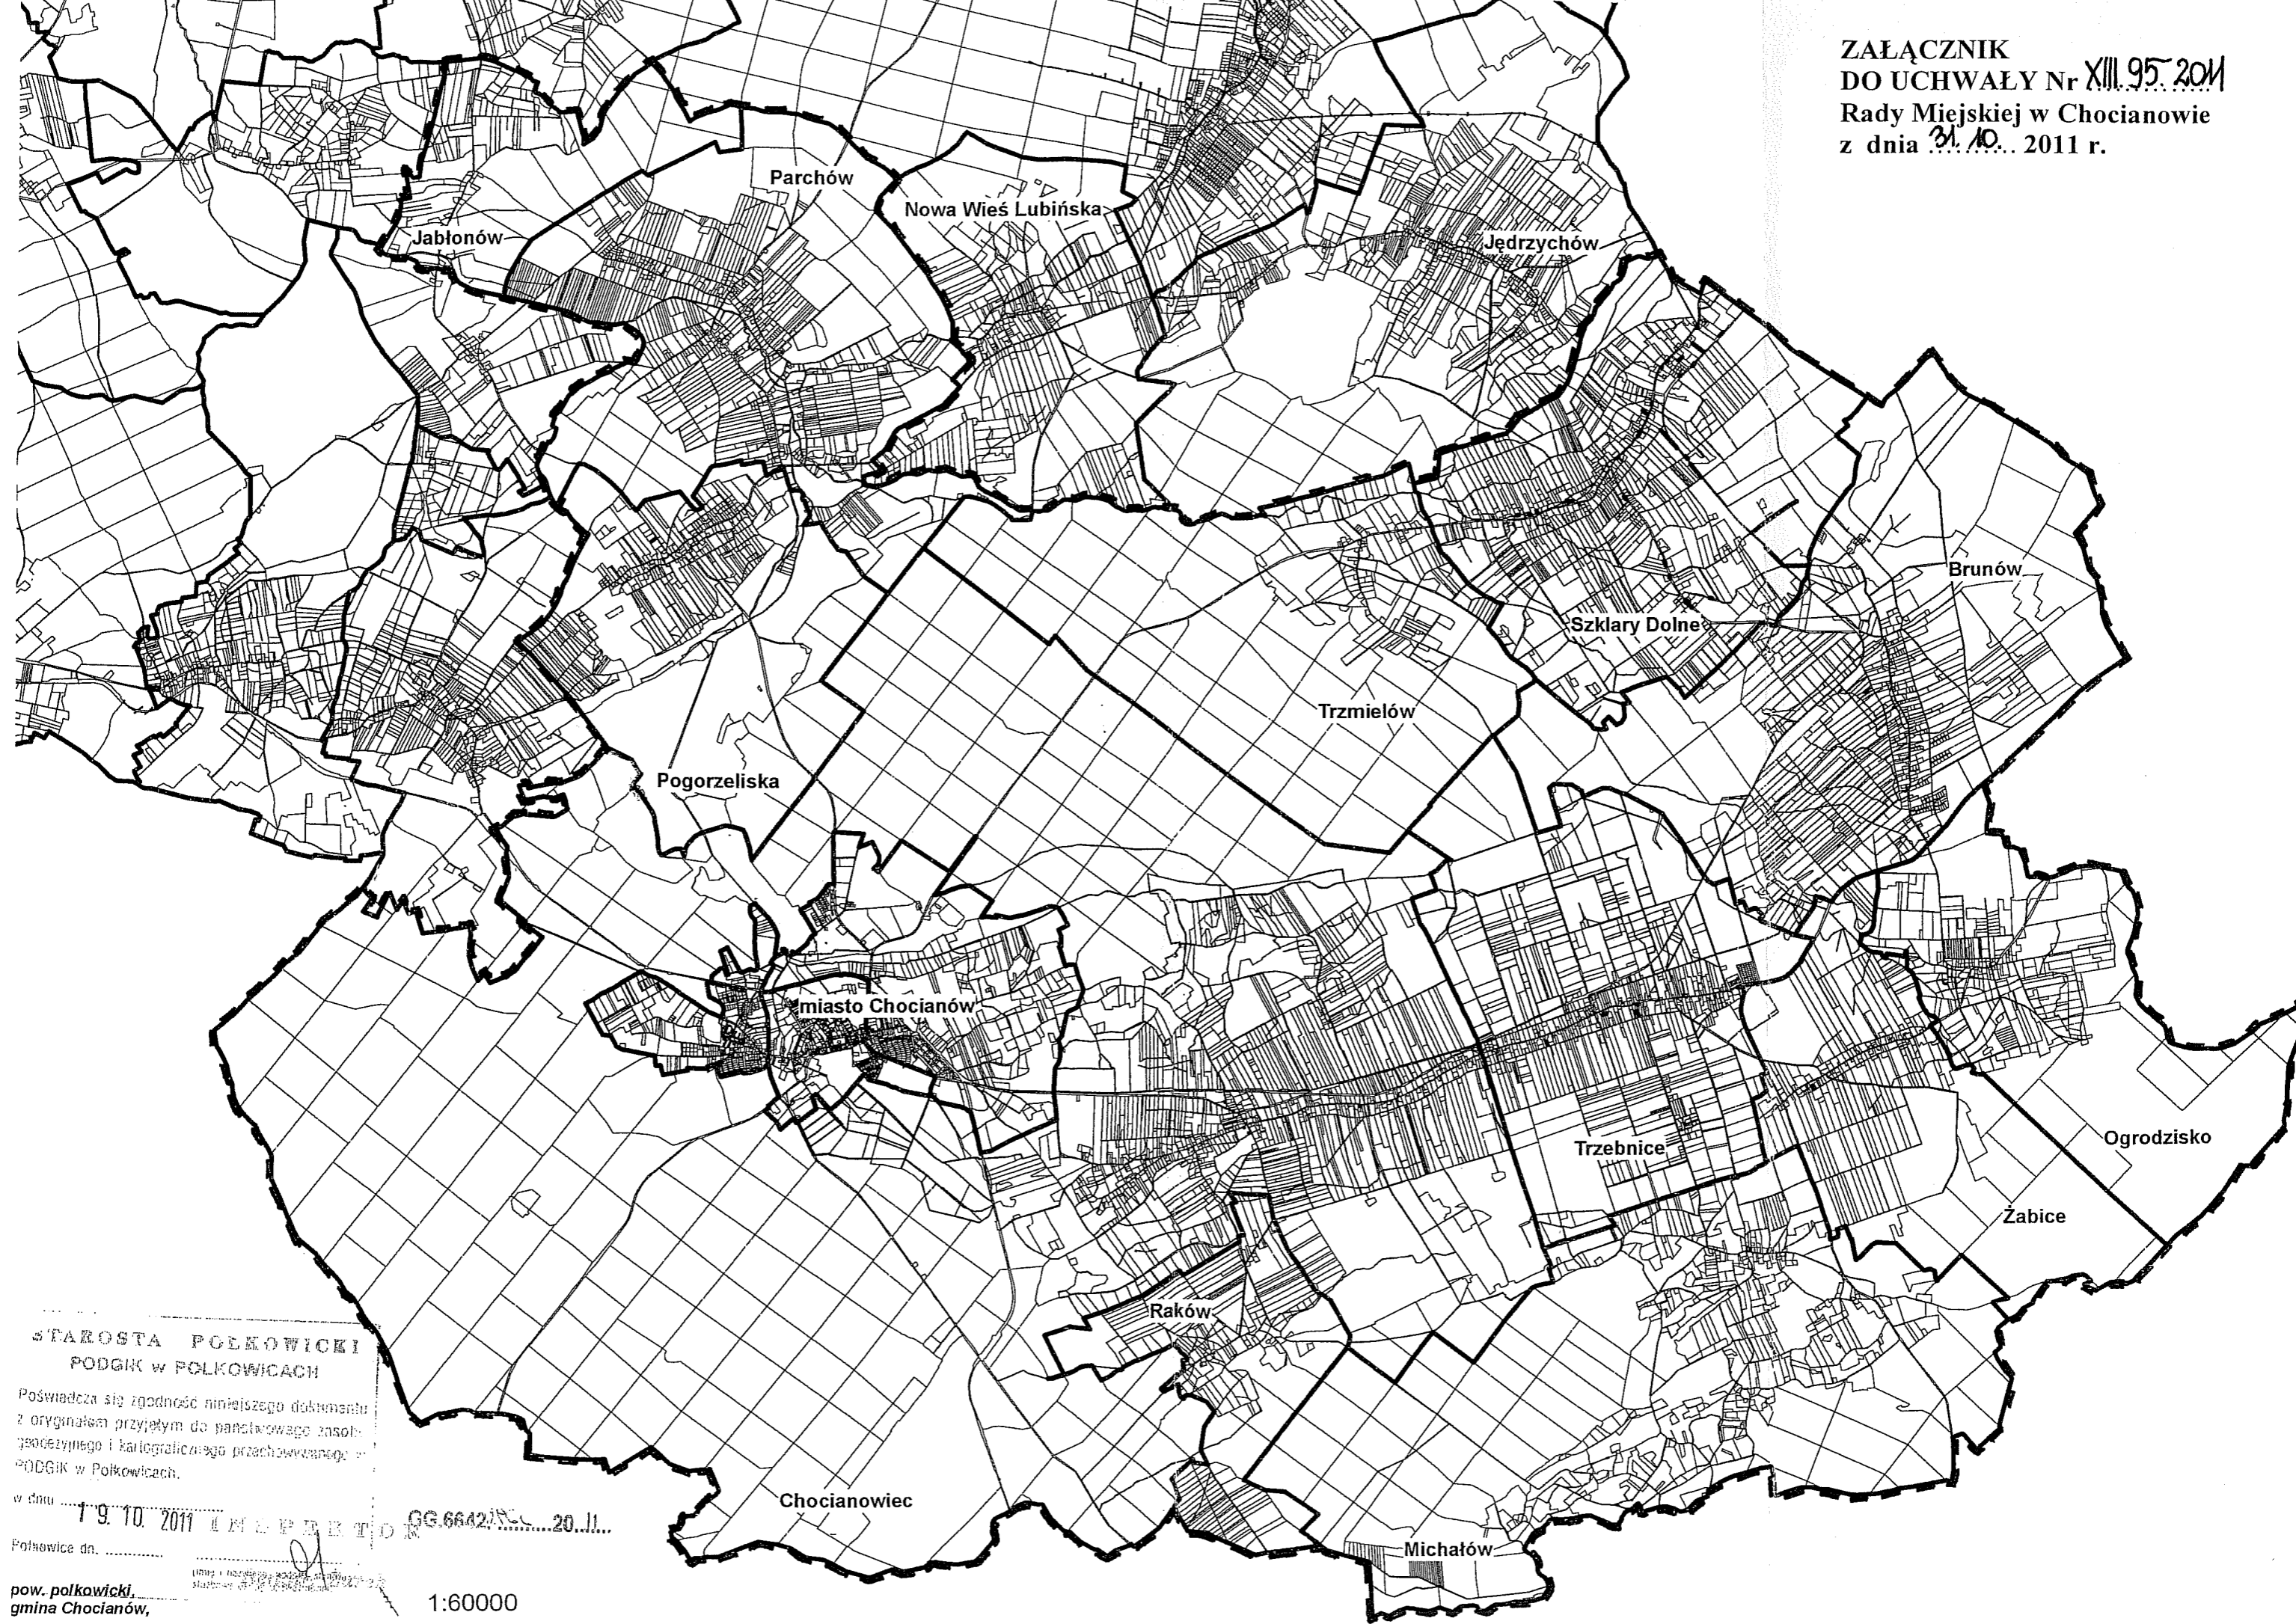 ZAŁĄCZNIK
DO UCHWAŁY Nr XIII.95.2011
Rady Miejskiej w Chocianowie
z dnia 31.10. 2011 r.
Parchów
Nowa Wieś Lubińska
Jabłonów
Jędrzychów
Brunów
Szklary Dolne
Trzmielów
Pogorzeliska
miasto Chocianów
Trzebnice
Ogrodzisko
Żabice
Raków
Chocianowiec
Michałów
STAROSTA POLKOWICKI
PODGIK w POLKOWICACH
Poświadcza się zgodność niniejszego dokumentu
z oryginałem przyjętym do państwowego zasobu
geodezyjnego i kartograficznego przechowywanego w
PODGIK w Polkowicach.
w dniu
19. 10. 2011 INSPEKTOR
GG.6642. 20.11
Polkowice dn.
pow. polkowicki,
gmina Chocianów,
1:60000